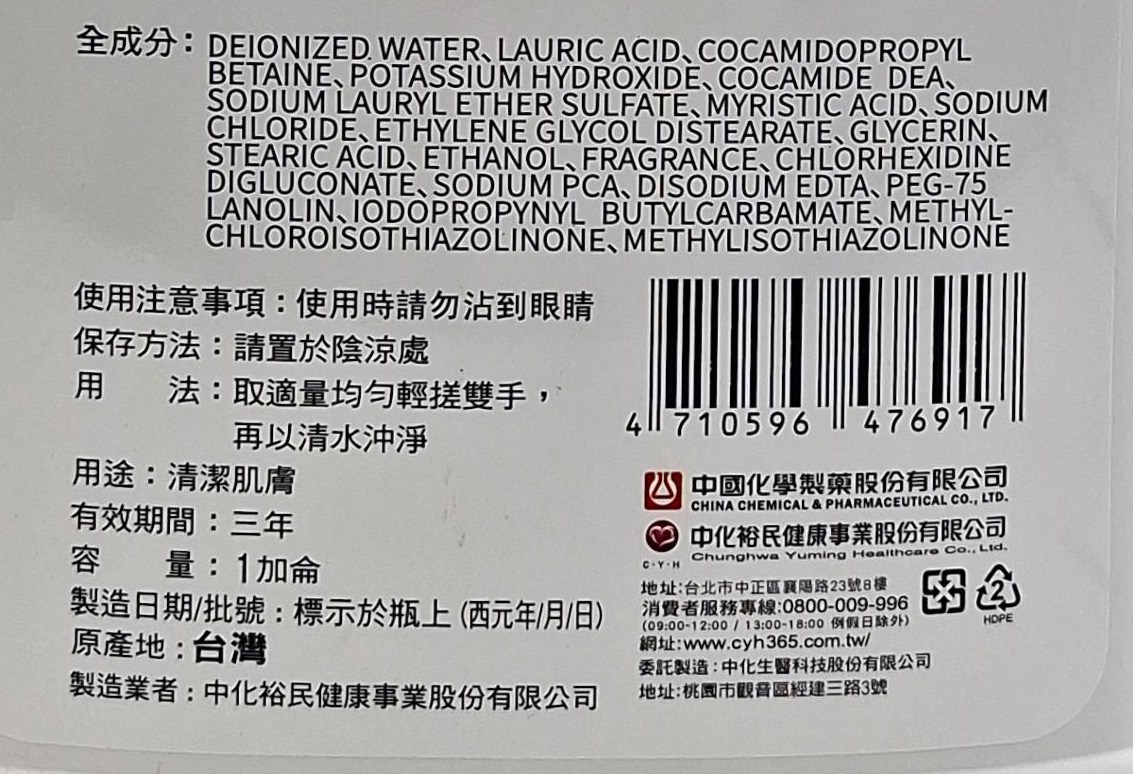 全成分：DEIONIZED WATER、LAURIC ACID、COCAMIDOPROPYL
BETAINE、POTASSIUM HYDROXIDE、COCAMIDE DEA、
SODIUM LAURYL ETHER SULFATE、MYRISTIC ACID、SODIUM
CHLORIDE、ETHYLENE GLYCOL DISTEARATE、GLYCERIN、
STEARIC ACID、ETHANOL、FRAGRANCE、CHLORHEXIDINE
DIGLUCONATE、SODIUM PCA、DISODIUM EDTA、PEG-75
LANOLIN、IODOPROPYNYL BUTYLCARBAMATE、METHYL-
CHLOROISOTHIAZOLINONE、METHYLISOTHIAZOLINONE
使用注意事項：使用時請勿沾到眼睛
保存方法：請置於陰涼處
用　　法：取適量均勻輕搓雙手，
再以清水沖淨
用途：清潔肌膚
有效期間：三年
容　　量：1加侖
製造日期/批號：標示於瓶上 (西元年/月/日)
原產地：台灣
製造業者：中化裕民健康事業股份有限公司
4 710596 476917
中國化學製藥股份有限公司
CHINA CHEMICAL & PHARMACEUTICAL CO., LTD.
C·Y·H
中化裕民健康事業股份有限公司
Chunghwa Yuming Healthcare Co., Ltd.
地址:台北市中正區襄陽路23號8樓
消費者服務專線:0800-009-996
(09:00-12:00 / 13:00-18:00 例假日除外)
網址:www.cyh365.com.tw/
委託製造:中化生醫科技股份有限公司
地址:桃園市觀音區經建三路3號
2
HDPE